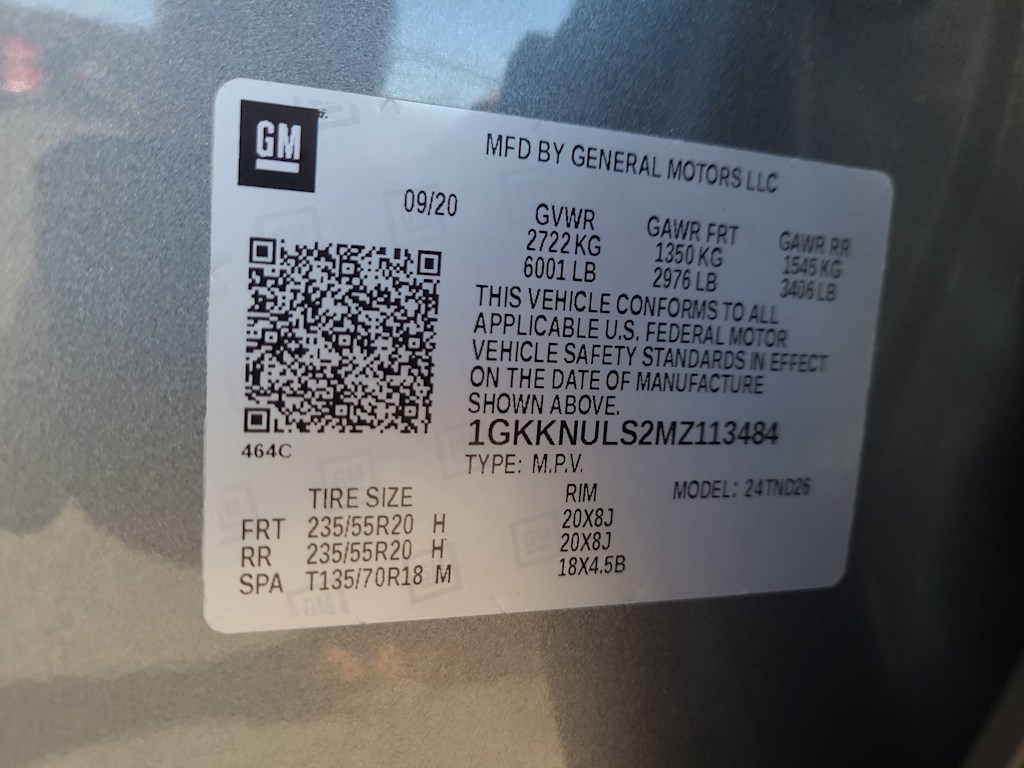 GM
MFD BY GENERAL MOTORS LLC
09/20
GVWR GAWR FRT GAWR RR
2722 KG 1350 KG 1545 KG
6001 LB 2976 LB 3406 LB
THIS VEHICLE CONFORMS TO ALL
APPLICABLE U.S. FEDERAL MOTOR
VEHICLE SAFETY STANDARDS IN EFFECT
ON THE DATE OF MANUFACTURE
SHOWN ABOVE.
1GKKNULS2MZ113484
464C
TYPE: M.P.V.
MODEL: 24TND26
TIRE SIZE RIM
FRT 235/55R20 H 20X8J
RR 235/55R20 H 20X8J
SPA T135/70R18 M 18X4.5B